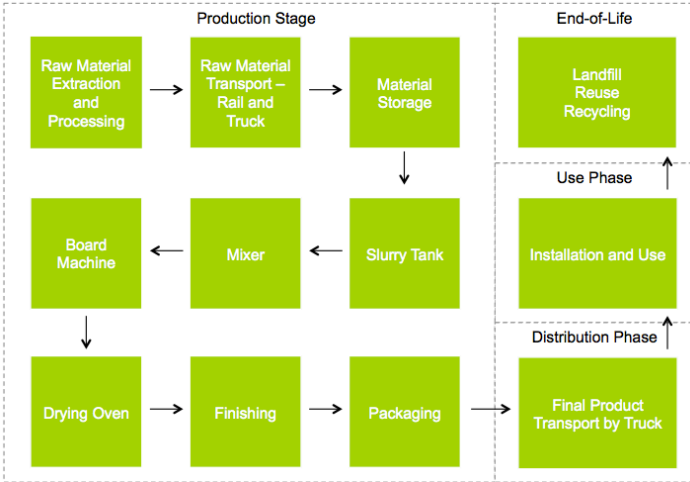 Production Stage
End-of-Life
Raw Material
Extraction
and
Processing
Raw Material
Transport –
Rail and
Truck
Material
Storage
Landfill
Reuse
Recycling
Use Phase
Board
Machine
Mixer
Slurry Tank
Installation and Use
Distribution Phase
Drying Oven
Finishing
Packaging
Final Product
Transport by Truck